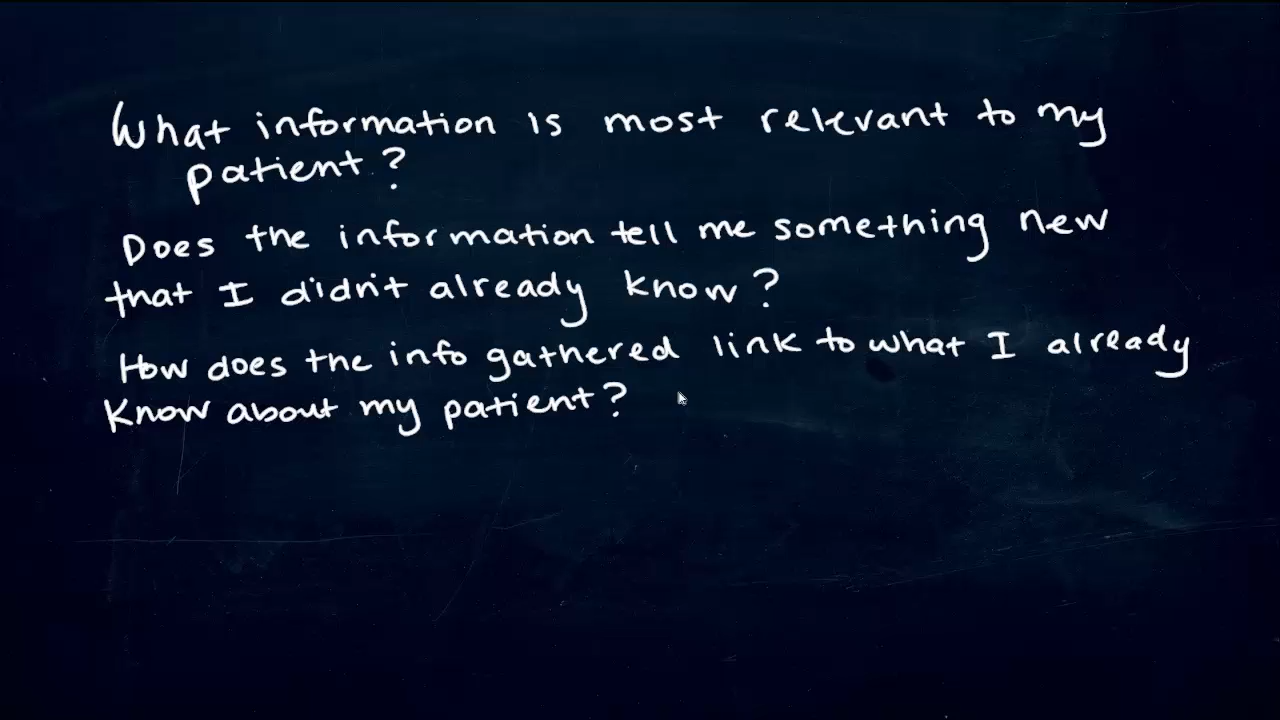 What information is most relevant to my
patient?
Does the information tell me something new
that I didn't already know?
How does the info gathered link to what I already
know about my patient?